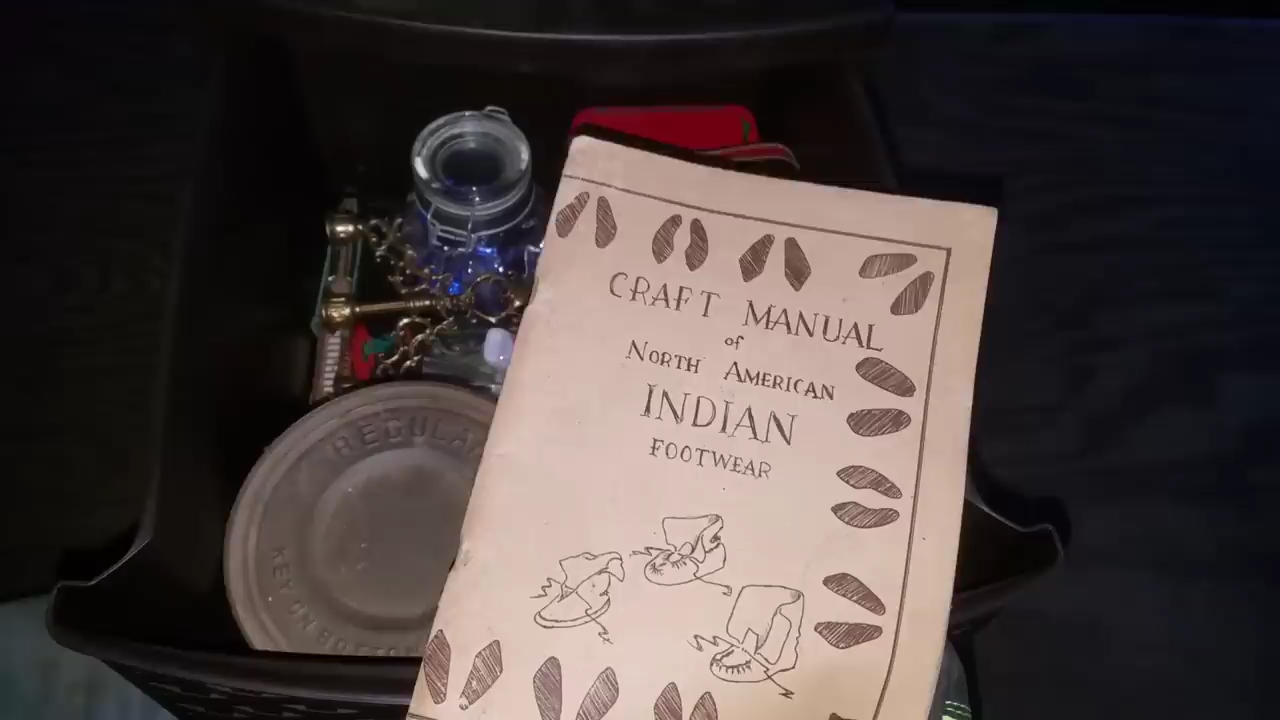 CRAFT MANUAL
of
NORTH AMERICAN
INDIAN
FOOTWEAR
REGULAR
KEY ON BOTTOM